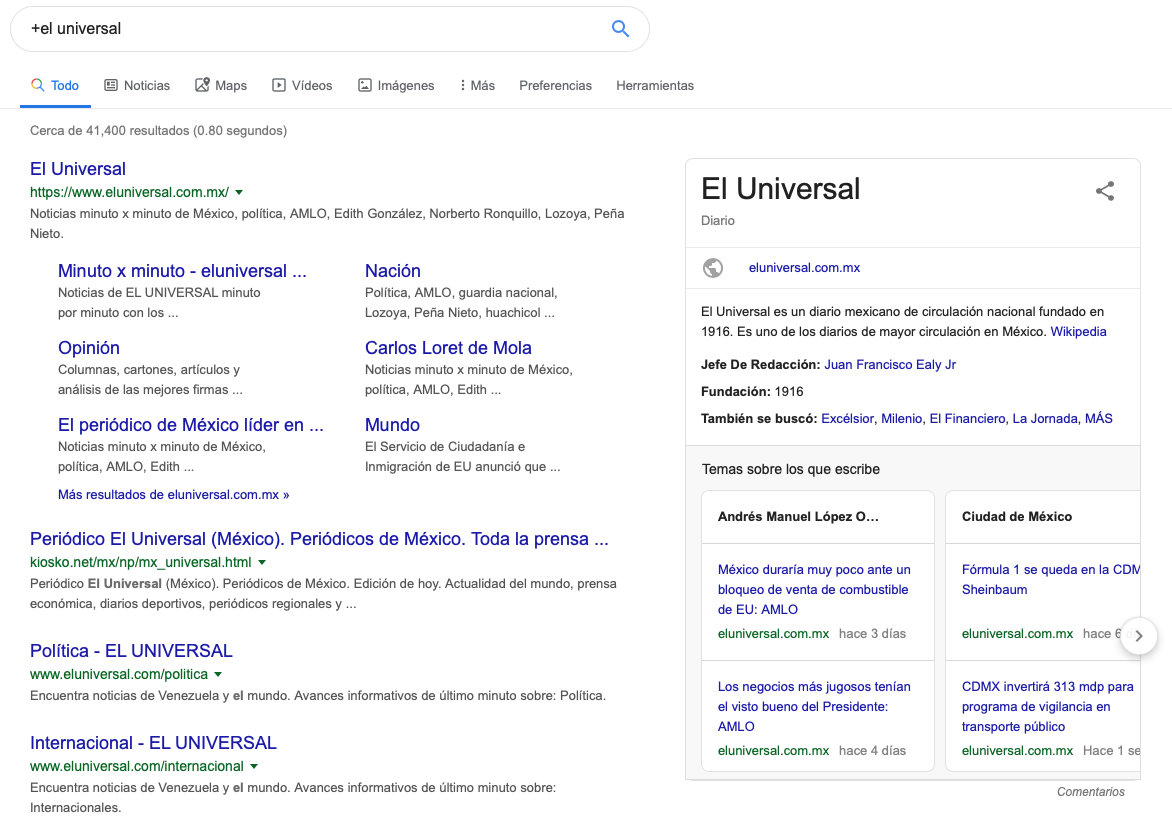 +el universal
Todo
Noticias
Maps
Vídeos
Imágenes
Más
Preferencias
Herramientas
Cerca de 41,400 resultados (0.80 segundos)
El Universal
https://www.eluniversal.com.mx/
Noticias minuto x minuto de México, política, AMLO, Edith González, Norberto Ronquillo, Lozoya, Peña
Nieto.
Minuto x minuto - eluniversal ...
Noticias de EL UNIVERSAL minuto
por minuto con los ...
Nación
Política, AMLO, guardia nacional,
Lozoya, Peña Nieto, huachicol ...
Opinión
Columnas, cartones, artículos y
análisis de las mejores firmas ...
Carlos Loret de Mola
Noticias minuto x minuto de México,
política, AMLO, Edith ...
El periódico de México líder en ...
Noticias minuto x minuto de México,
política, AMLO, Edith ...
Mundo
El Servicio de Ciudadanía e
Inmigración de EU anunció que ...
Más resultados de eluniversal.com.mx »
Periódico El Universal (México). Periódicos de México. Toda la prensa ...
kiosko.net/mx/np/mx_universal.html
Periódico El Universal (México). Periódicos de México. Edición de hoy. Actualidad del mundo, prensa
económica, diarios deportivos, periódicos regionales y ...
Política - EL UNIVERSAL
www.eluniversal.com/politica
Encuentra noticias de Venezuela y el mundo. Avances informativos de último minuto sobre: Política.
Internacional - EL UNIVERSAL
www.eluniversal.com/internacional
Encuentra noticias de Venezuela y el mundo. Avances informativos de último minuto sobre:
Internacionales.
El Universal
Diario
eluniversal.com.mx
El Universal es un diario mexicano de circulación nacional fundado en
1916. Es uno de los diarios de mayor circulación en México. Wikipedia
Jefe De Redacción: Juan Francisco Ealy Jr
Fundación: 1916
También se buscó: Excélsior, Milenio, El Financiero, La Jornada, MÁS
Temas sobre los que escribe
Andrés Manuel López O...
México duraría muy poco ante un
bloqueo de venta de combustible
de EU: AMLO
eluniversal.com.mx hace 3 días
Los negocios más jugosos tenían
el visto bueno del Presidente:
AMLO
eluniversal.com.mx hace 4 días
Ciudad de México
Fórmula 1 se queda en la CDM
Sheinbaum
eluniversal.com.mx hace 6
CDMX invertirá 313 mdp para
programa de vigilancia en
transporte público
eluniversal.com.mx Hace 1 se
Comentarios